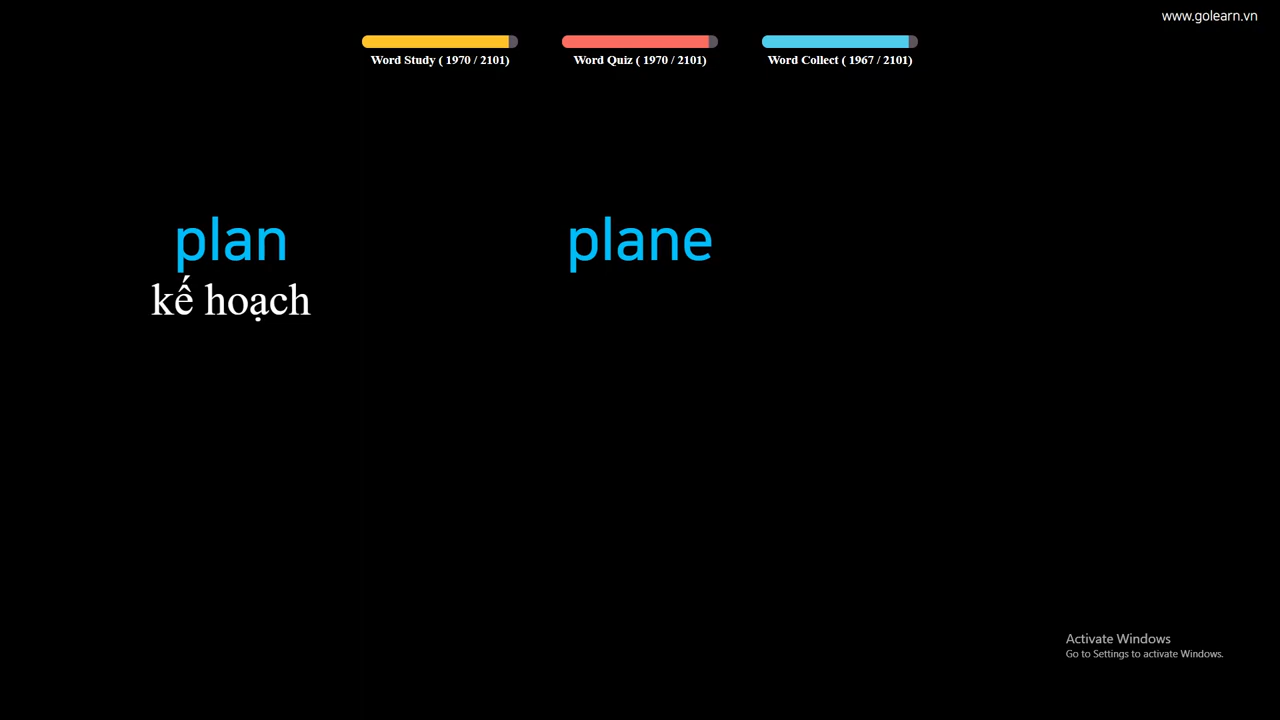 www.golearn.vn
Word Study ( 1970 / 2101)
Word Quiz ( 1970 / 2101)
Word Collect ( 1967 / 2101)
plan
kế hoạch
plane
Activate Windows
Go to Settings to activate Windows.